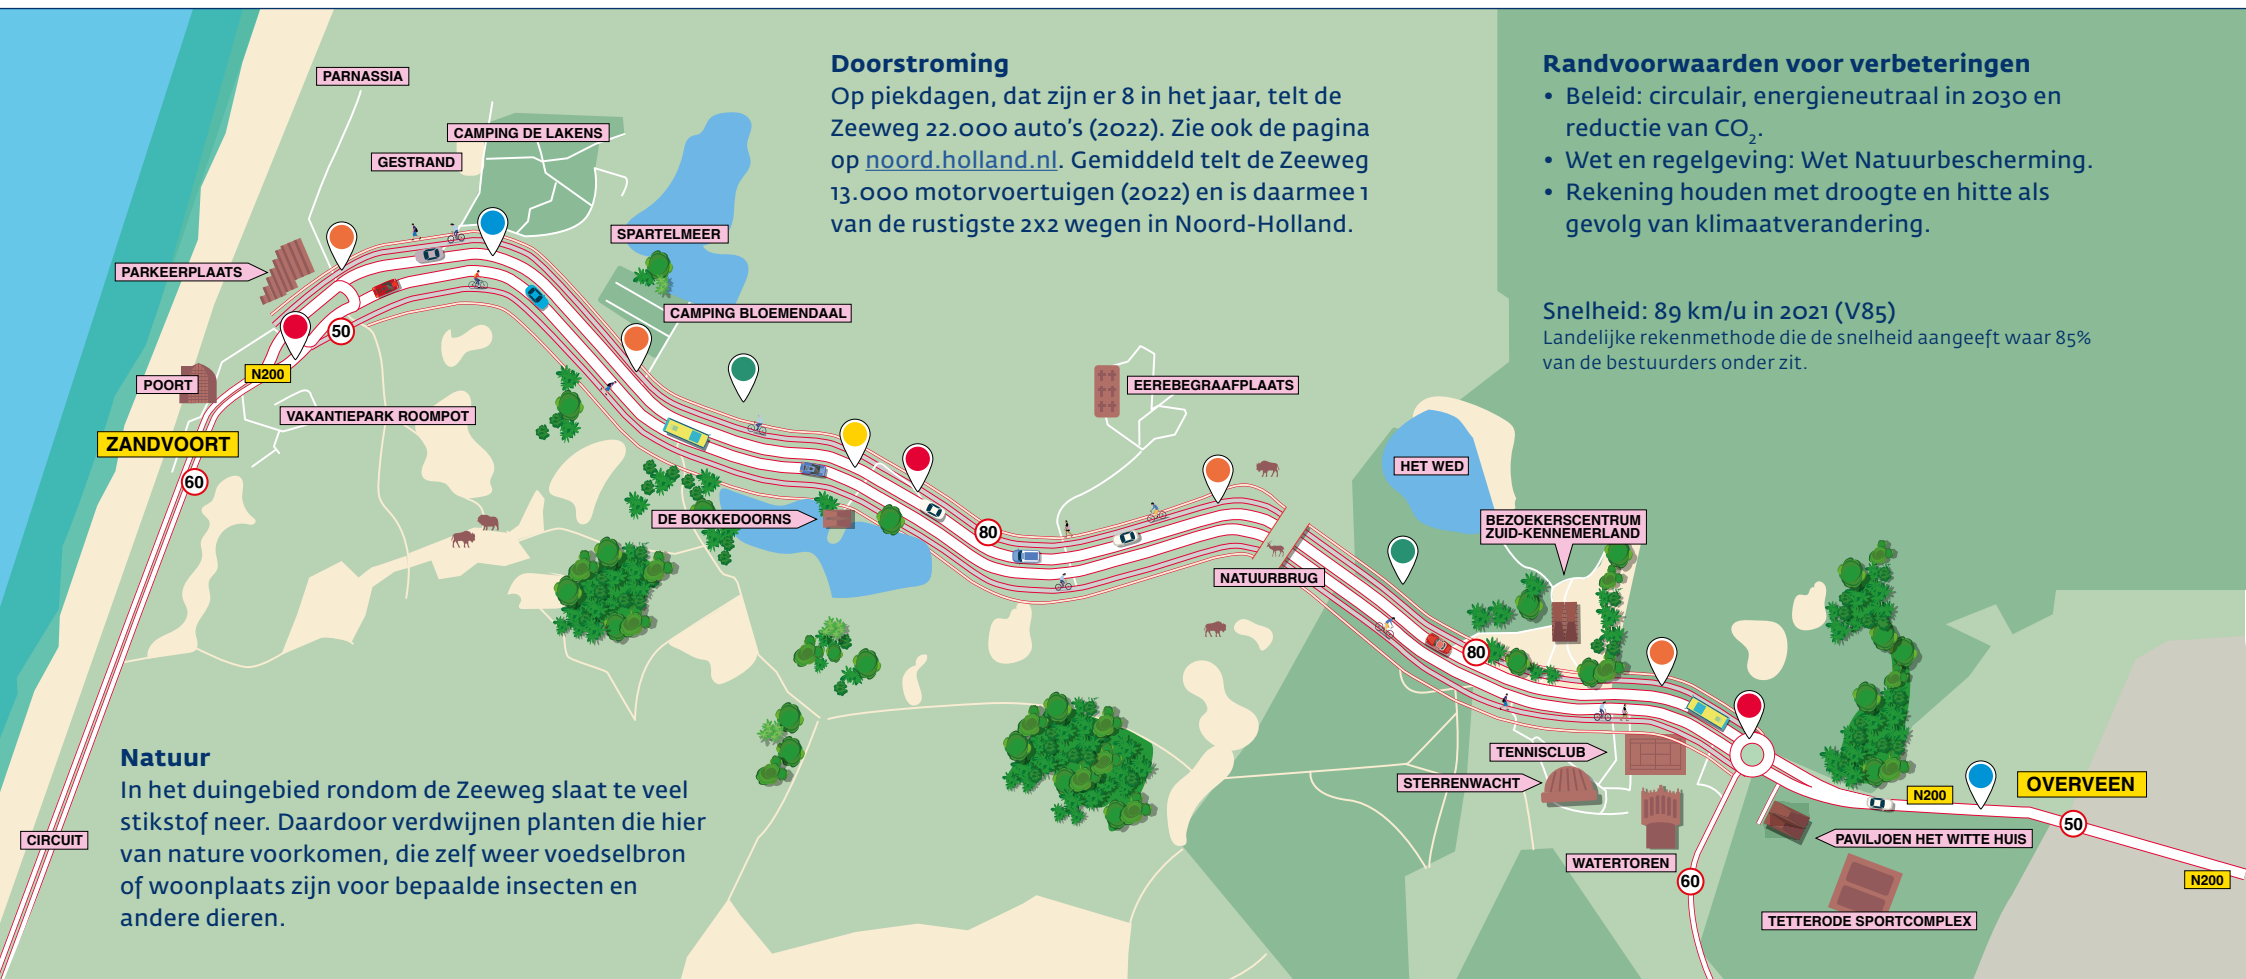 Doorstroming
Op piekdagen, dat zijn er 8 in het jaar, telt de
Zeeweg 22.000 auto's (2022). Zie ook de pagina
op noord.holland.nl. Gemiddeld telt de Zeeweg
13.000 motorvoertuigen (2022) en is daarmee 1
van de rustigste 2x2 wegen in Noord-Holland.
Randvoorwaarden voor verbeteringen
• Beleid: circulair, energieneutraal in 2030 en
reductie van CO₂.
• Wet en regelgeving: Wet Natuurbescherming.
• Rekening houden met droogte en hitte als
gevolg van klimaatverandering.
Snelheid: 89 km/u in 2021 (V85)
Landelijke rekenmethode die de snelheid aangeeft waar 85%
van de bestuurders onder zit.
PARNASSIA
CAMPING DE LAKENS
GESTRAND
SPARTELMEER
PARKEERPLAATS
CAMPING BLOEMENDAAL
50
N200
POORT
VAKANTIEPARK ROOMPOT
ZANDVOORT
60
EEREBEGRAAFPLAATS
HET WED
DE BOKKEDOORNS
80
BEZOEKERSCENTRUM
ZUID-KENNEMERLAND
NATUURBRUG
80
Natuur
In het duingebied rondom de Zeeweg slaat te veel
stikstof neer. Daardoor verdwijnen planten die hier
van nature voorkomen, die zelf weer voedselbron
of woonplaats zijn voor bepaalde insecten en
andere dieren.
CIRCUIT
TENNISCLUB
STERRENWACHT
WATERTOREN
60
N200
OVERVEEN
50
PAVILJOEN HET WITTE HUIS
N200
TETTERODE SPORTCOMPLEX